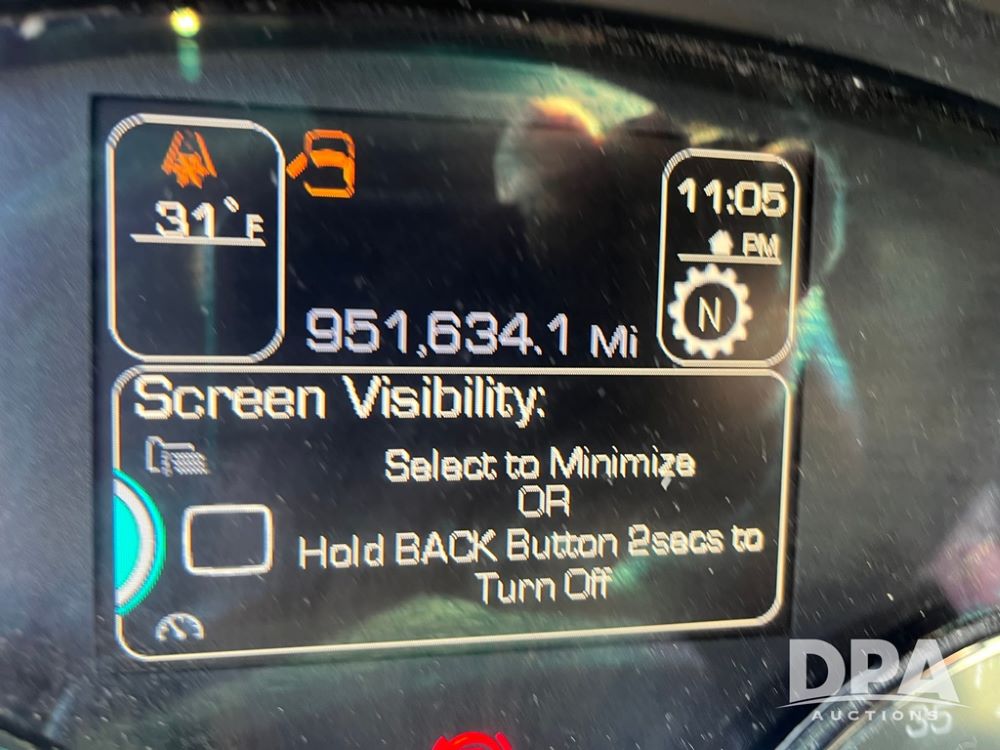 31°F
11:05
PM
N
951,634.1 Mi
Screen Visibility:
Select to Minimize
OR
Hold BACK Button 2secs to
Turn Off
DPA
AUCTIONS
35